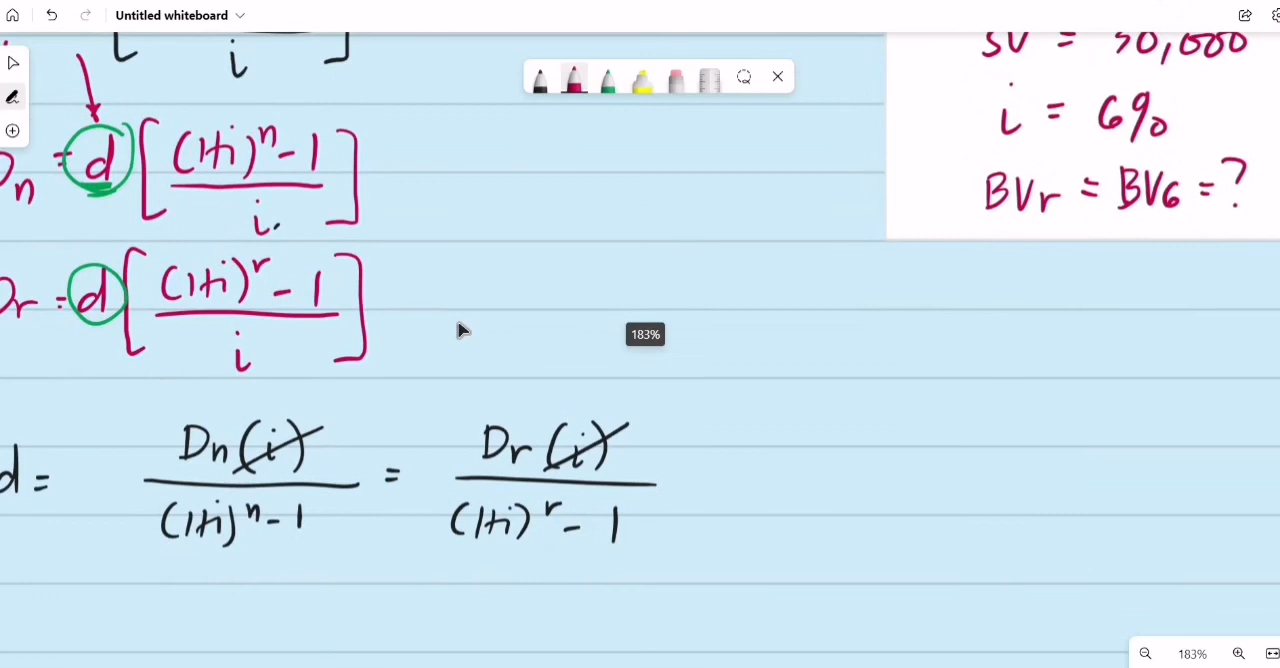 Untitled whiteboard
i
SV = 30,000
i = 6%
Dn = d [ (1+i)^n - 1 / i ]
BVr = BV6 = ?
Dr = d [ (1+i)^r - 1 / i ]
183%
d = Dn(i) / (1+i)^n - 1 = Dr(i) / (1+i)^r - 1
183%